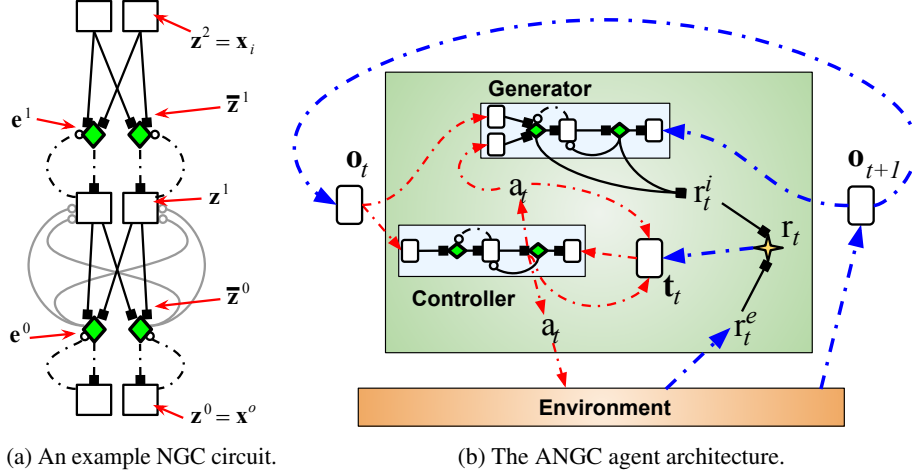 z² = xᵢ
e¹
z̄¹
z¹
z̄⁰
e⁰
z⁰ = xᵒ
(a) An example NGC circuit.
Generator
oₜ
oₜ₊₁
aₜ
rₜⁱ
rₜ
Controller
tₜ
aₜ
rₜᵉ
Environment
(b) The ANGC agent architecture.